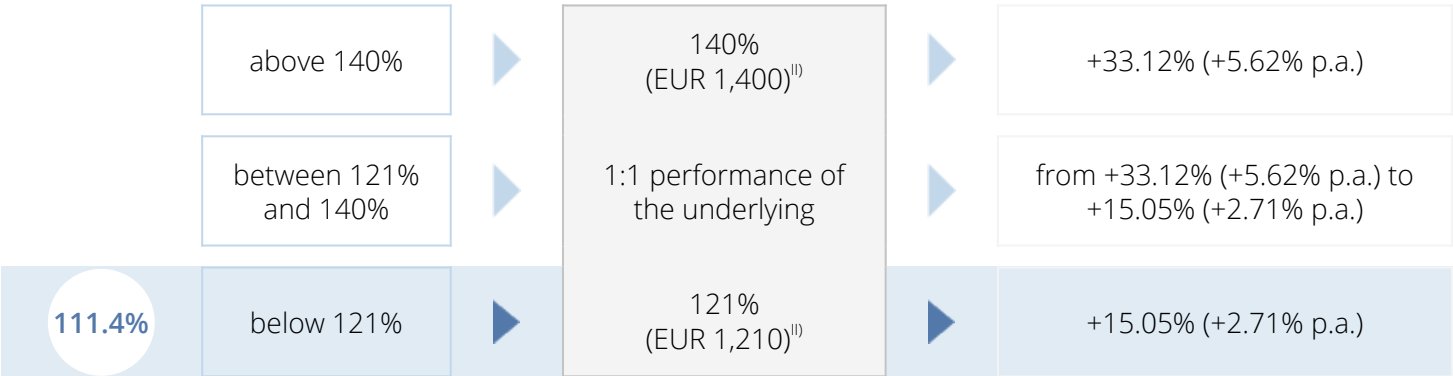 above 140%
140%
(EUR 1,400)II)
+33.12% (+5.62% p.a.)
between 121%
and 140%
1:1 performance of
the underlying
from +33.12% (+5.62% p.a.) to
+15.05% (+2.71% p.a.)
111.4%
below 121%
121%
(EUR 1,210)II)
+15.05% (+2.71% p.a.)